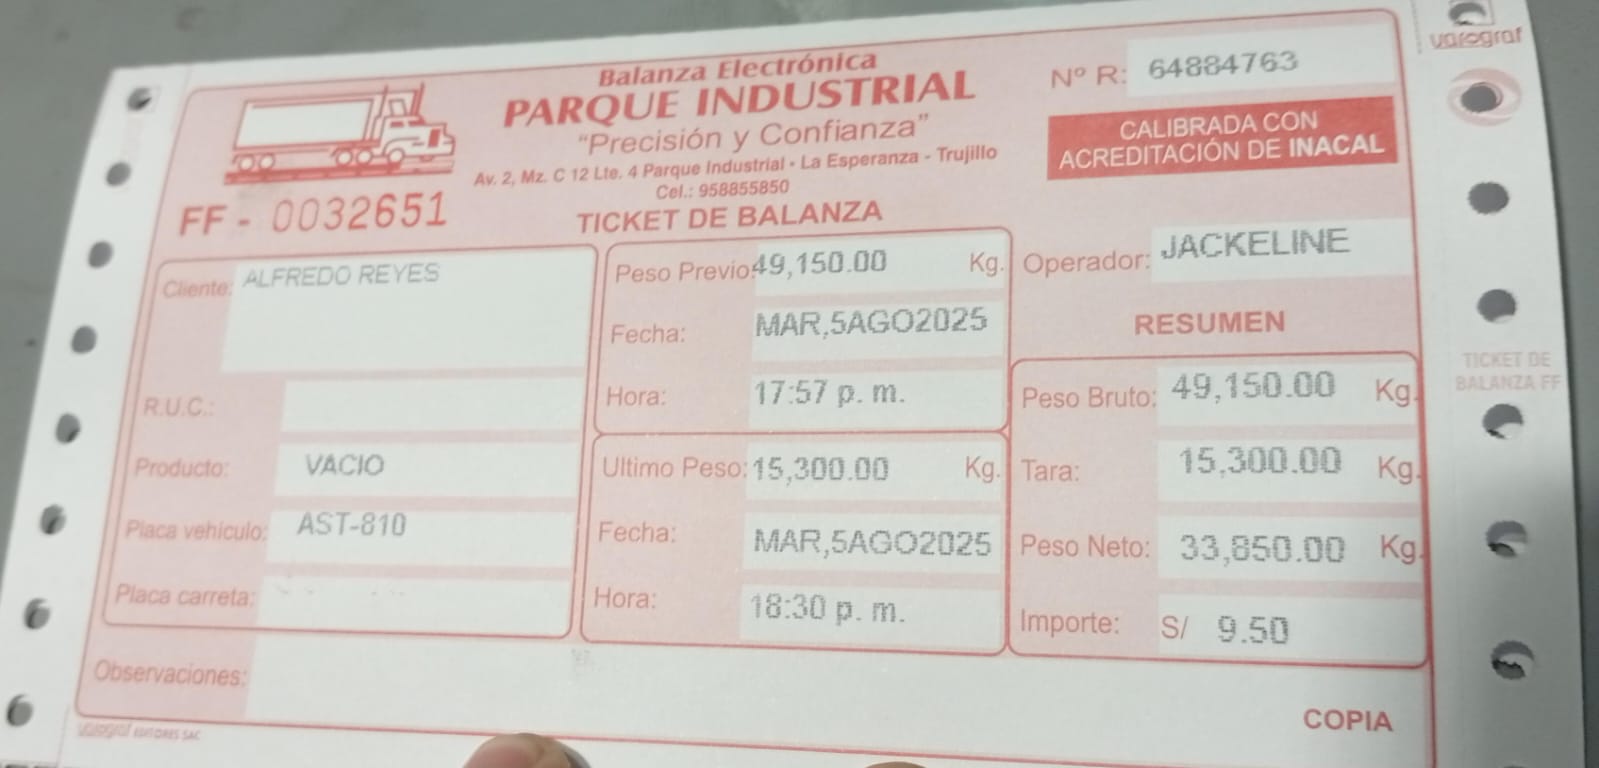 varograf
Balanza Electrónica
PARQUE INDUSTRIAL
"Precisión y Confianza"
Av. 2, Mz. C 12 Lte. 4 Parque Industrial - La Esperanza - Trujillo
Cel.: 958855850
Nº R: 64884763
CALIBRADA CON
ACREDITACIÓN DE INACAL
FF - 0032651
TICKET DE BALANZA
Cliente: ALFREDO REYES
R.U.C.:
Producto: VACIO
Placa vehículo: AST-810
Placa carreta:
Peso Previo: 49,150.00 Kg.
Fecha: MAR,5AGO2025
Hora: 17:57 p. m.
Ultimo Peso: 15,300.00 Kg.
Fecha: MAR,5AGO2025
Hora: 18:30 p. m.
Operador: JACKELINE
RESUMEN
Peso Bruto: 49,150.00 Kg.
Tara: 15,300.00 Kg.
Peso Neto: 33,850.00 Kg.
Importe: S/ 9.50
Observaciones:
COPIA
varograf EDITORES SAC
TICKET DE
BALANZA FF